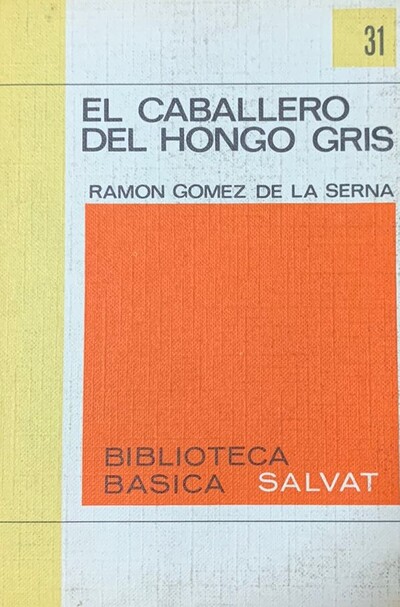 31
EL CABALLERO
DEL HONGO GRIS
RAMON GOMEZ DE LA SERNA
BIBLIOTECA
BASICA SALVAT